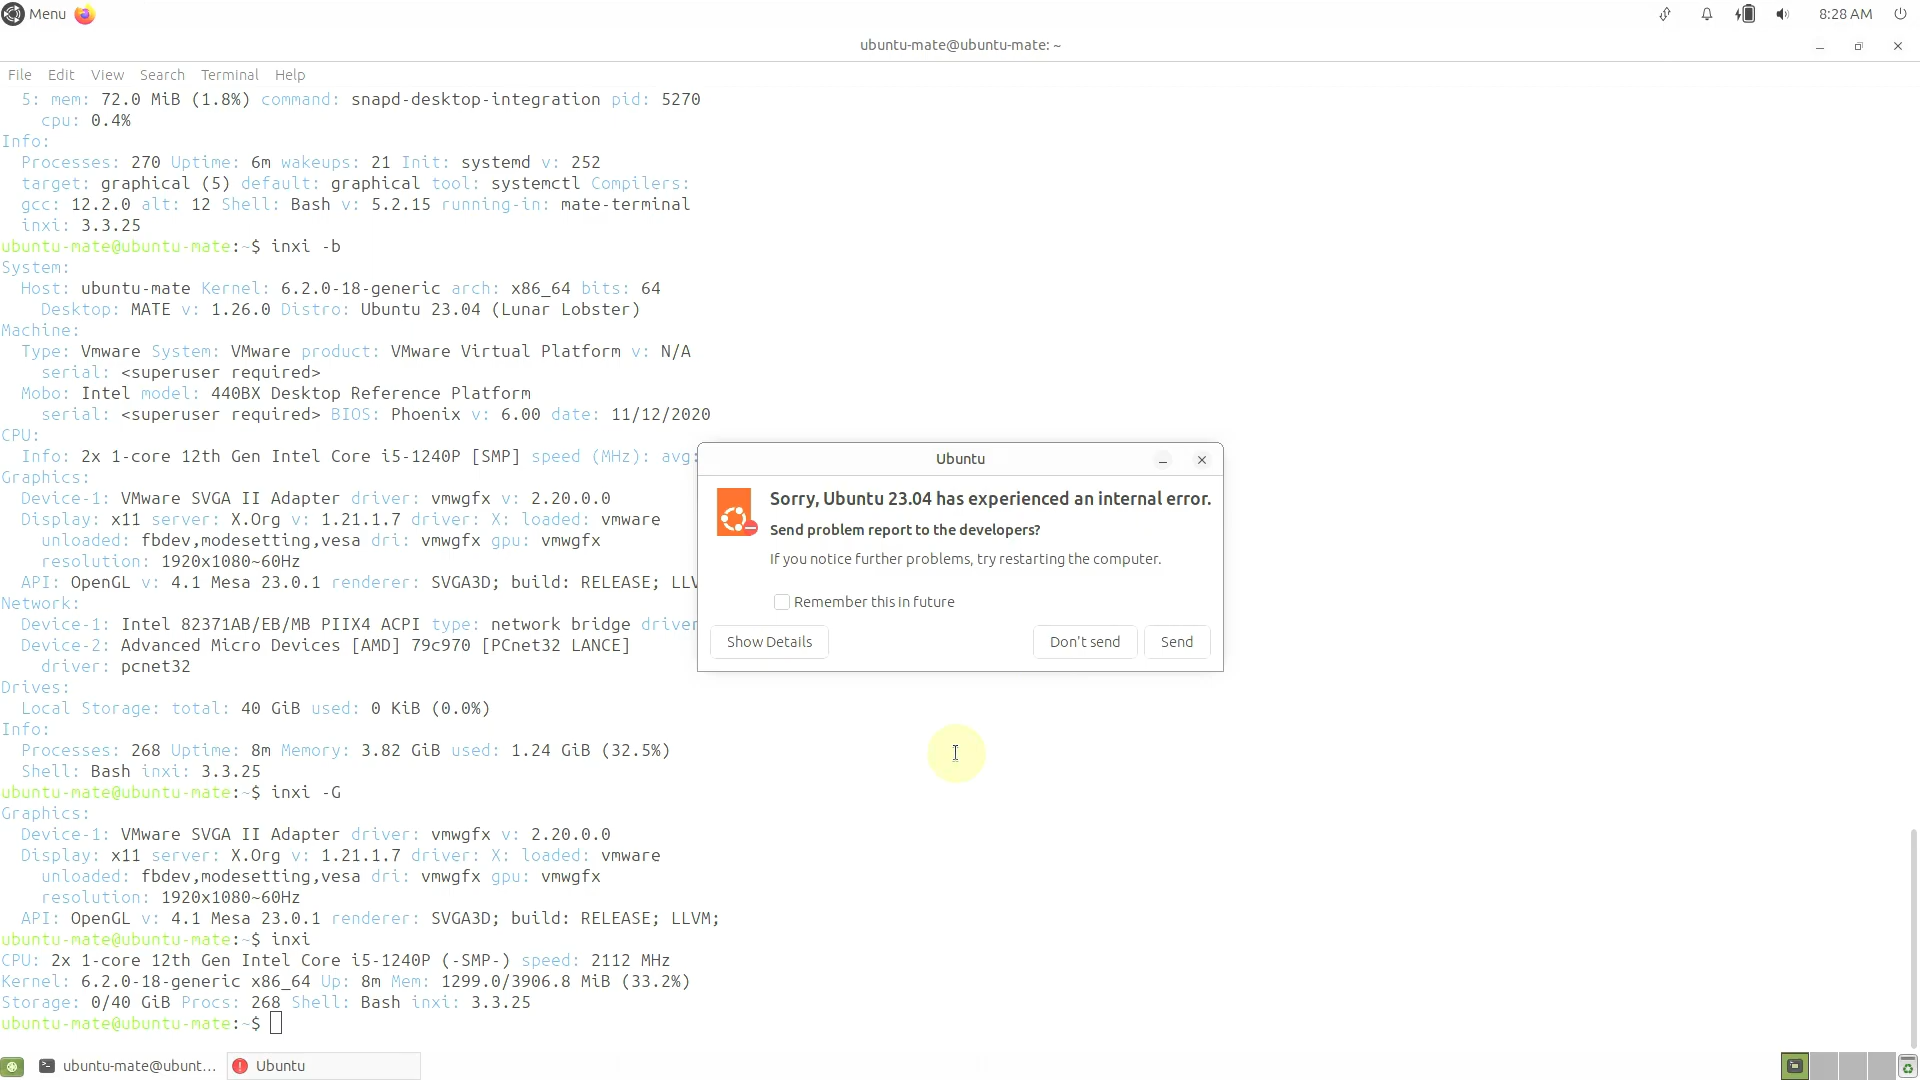 Menu
8:28 AM
ubuntu-mate@ubuntu-mate: ~
File Edit View Search Terminal Help
5: mem: 72.0 MiB (1.8%) command: snapd-desktop-integration pid: 5270
cpu: 0.4%
Info:
Processes: 270 Uptime: 6m wakeups: 21 Init: systemd v: 252
target: graphical (5) default: graphical tool: systemctl Compilers:
gcc: 12.2.0 alt: 12 Shell: Bash v: 5.2.15 running-in: mate-terminal
inxi: 3.3.25
ubuntu-mate@ubuntu-mate:~$ inxi -b
System:
Host: ubuntu-mate Kernel: 6.2.0-18-generic arch: x86_64 bits: 64
Desktop: MATE v: 1.26.0 Distro: Ubuntu 23.04 (Lunar Lobster)
Machine:
Type: Vmware System: VMware product: VMware Virtual Platform v: N/A
serial: <superuser required>
Mobo: Intel model: 440BX Desktop Reference Platform
serial: <superuser required> BIOS: Phoenix v: 6.00 date: 11/12/2020
CPU:
Info: 2x 1-core 12th Gen Intel Core i5-1240P [SMP] speed (MHz): avg:
Graphics:
Device-1: VMware SVGA II Adapter driver: vmwgfx v: 2.20.0.0
Display: x11 server: X.Org v: 1.21.1.7 driver: X: loaded: vmware
unloaded: fbdev,modesetting,vesa dri: vmwgfx gpu: vmwgfx
resolution: 1920x1080~60Hz
API: OpenGL v: 4.1 Mesa 23.0.1 renderer: SVGA3D; build: RELEASE; LLV
Network:
Device-1: Intel 82371AB/EB/MB PIIX4 ACPI type: network bridge driver
Device-2: Advanced Micro Devices [AMD] 79c970 [PCnet32 LANCE]
driver: pcnet32
Drives:
Local Storage: total: 40 GiB used: 0 KiB (0.0%)
Info:
Processes: 268 Uptime: 8m Memory: 3.82 GiB used: 1.24 GiB (32.5%)
Shell: Bash inxi: 3.3.25
ubuntu-mate@ubuntu-mate:~$ inxi -G
Graphics:
Device-1: VMware SVGA II Adapter driver: vmwgfx v: 2.20.0.0
Display: x11 server: X.Org v: 1.21.1.7 driver: X: loaded: vmware
unloaded: fbdev,modesetting,vesa dri: vmwgfx gpu: vmwgfx
resolution: 1920x1080~60Hz
API: OpenGL v: 4.1 Mesa 23.0.1 renderer: SVGA3D; build: RELEASE; LLVM;
ubuntu-mate@ubuntu-mate:~$ inxi
CPU: 2x 1-core 12th Gen Intel Core i5-1240P (-SMP-) speed: 2112 MHz
Kernel: 6.2.0-18-generic x86_64 Up: 8m Mem: 1299.0/3906.8 MiB (33.2%)
Storage: 0/40 GiB Procs: 268 Shell: Bash inxi: 3.3.25
ubuntu-mate@ubuntu-mate:~$
Ubuntu
Sorry, Ubuntu 23.04 has experienced an internal error.
Send problem report to the developers?
If you notice further problems, try restarting the computer.
Remember this in future
Show Details
Don't send
Send
ubuntu-mate@ubunt...
Ubuntu